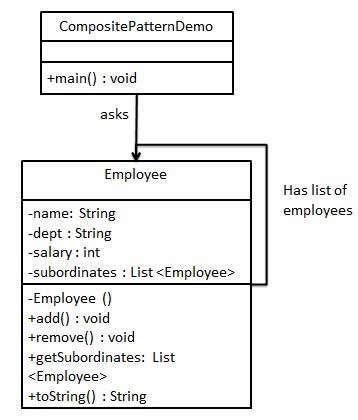 CompositePatternDemo
+main() : void
asks
Employee
Has list of
employees
-name: String
-dept : String
-salary : int
-subordinates : List <Employee>
-Employee ()
+add() : void
+remove() : void
+getSubordinates: List
<Employee>
+toString() : String